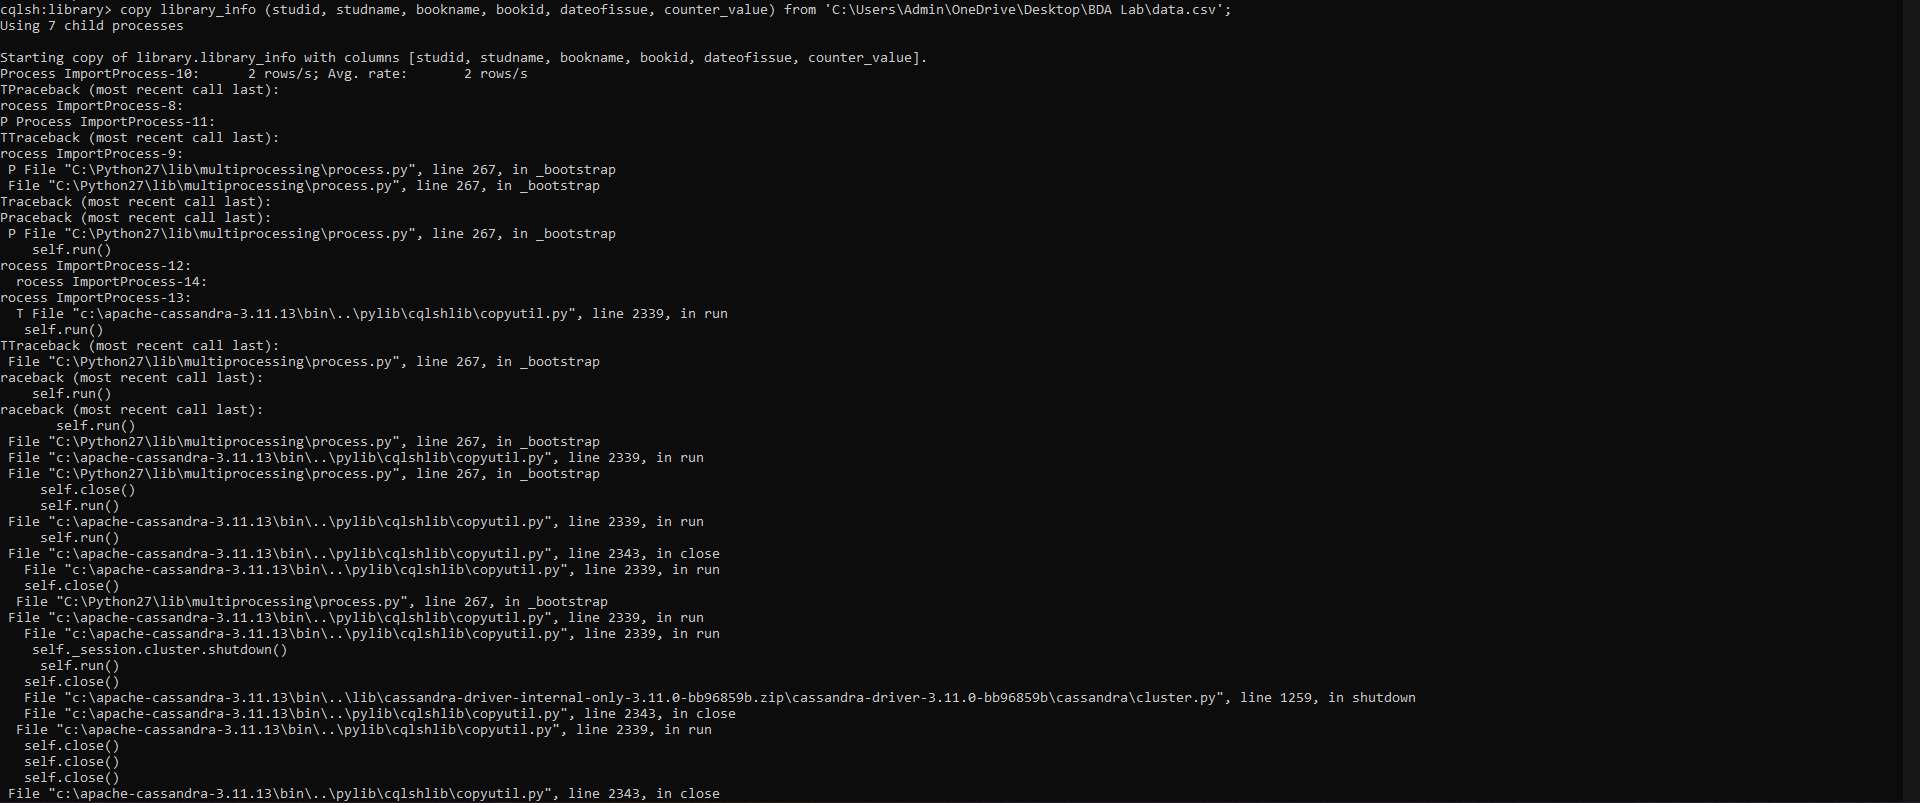 cqlsh:library> copy library_info (studid, studname, bookname, bookid, dateofissue, counter_value) from 'C:\Users\Admin\OneDrive\Desktop\BDA Lab\data.csv';
Using 7 child processes

Starting copy of library.library_info with columns [studid, studname, bookname, bookid, dateofissue, counter_value].
Process ImportProcess-10:      2 rows/s; Avg. rate:       2 rows/s
TPraceback (most recent call last):
rocess ImportProcess-8:
P Process ImportProcess-11:
TTraceback (most recent call last):
rocess ImportProcess-9:
 P File "C:\Python27\lib\multiprocessing\process.py", line 267, in _bootstrap
 File "C:\Python27\lib\multiprocessing\process.py", line 267, in _bootstrap
Traceback (most recent call last):
Praceback (most recent call last):
 P File "C:\Python27\lib\multiprocessing\process.py", line 267, in _bootstrap
    self.run()
rocess ImportProcess-12:
  rocess ImportProcess-14:
rocess ImportProcess-13:
  T File "c:\apache-cassandra-3.11.13\bin\..\pylib\cqlshlib\copyutil.py", line 2339, in run
   self.run()
TTraceback (most recent call last):
 File "C:\Python27\lib\multiprocessing\process.py", line 267, in _bootstrap
raceback (most recent call last):
    self.run()
raceback (most recent call last):
       self.run()
 File "C:\Python27\lib\multiprocessing\process.py", line 267, in _bootstrap
 File "c:\apache-cassandra-3.11.13\bin\..\pylib\cqlshlib\copyutil.py", line 2339, in run
 File "C:\Python27\lib\multiprocessing\process.py", line 267, in _bootstrap
     self.close()
     self.run()
 File "c:\apache-cassandra-3.11.13\bin\..\pylib\cqlshlib\copyutil.py", line 2339, in run
     self.run()
 File "c:\apache-cassandra-3.11.13\bin\..\pylib\cqlshlib\copyutil.py", line 2343, in close
   File "c:\apache-cassandra-3.11.13\bin\..\pylib\cqlshlib\copyutil.py", line 2339, in run
   self.close()
  File "C:\Python27\lib\multiprocessing\process.py", line 267, in _bootstrap
 File "c:\apache-cassandra-3.11.13\bin\..\pylib\cqlshlib\copyutil.py", line 2339, in run
   File "c:\apache-cassandra-3.11.13\bin\..\pylib\cqlshlib\copyutil.py", line 2339, in run
    self._session.cluster.shutdown()
     self.run()
   self.close()
   File "c:\apache-cassandra-3.11.13\bin\..\lib\cassandra-driver-internal-only-3.11.0-bb96859b.zip\cassandra-driver-3.11.0-bb96859b\cassandra\cluster.py", line 1259, in shutdown
   File "c:\apache-cassandra-3.11.13\bin\..\pylib\cqlshlib\copyutil.py", line 2343, in close
  File "c:\apache-cassandra-3.11.13\bin\..\pylib\cqlshlib\copyutil.py", line 2339, in run
   self.close()
   self.close()
   self.close()
 File "c:\apache-cassandra-3.11.13\bin\..\pylib\cqlshlib\copyutil.py", line 2343, in close